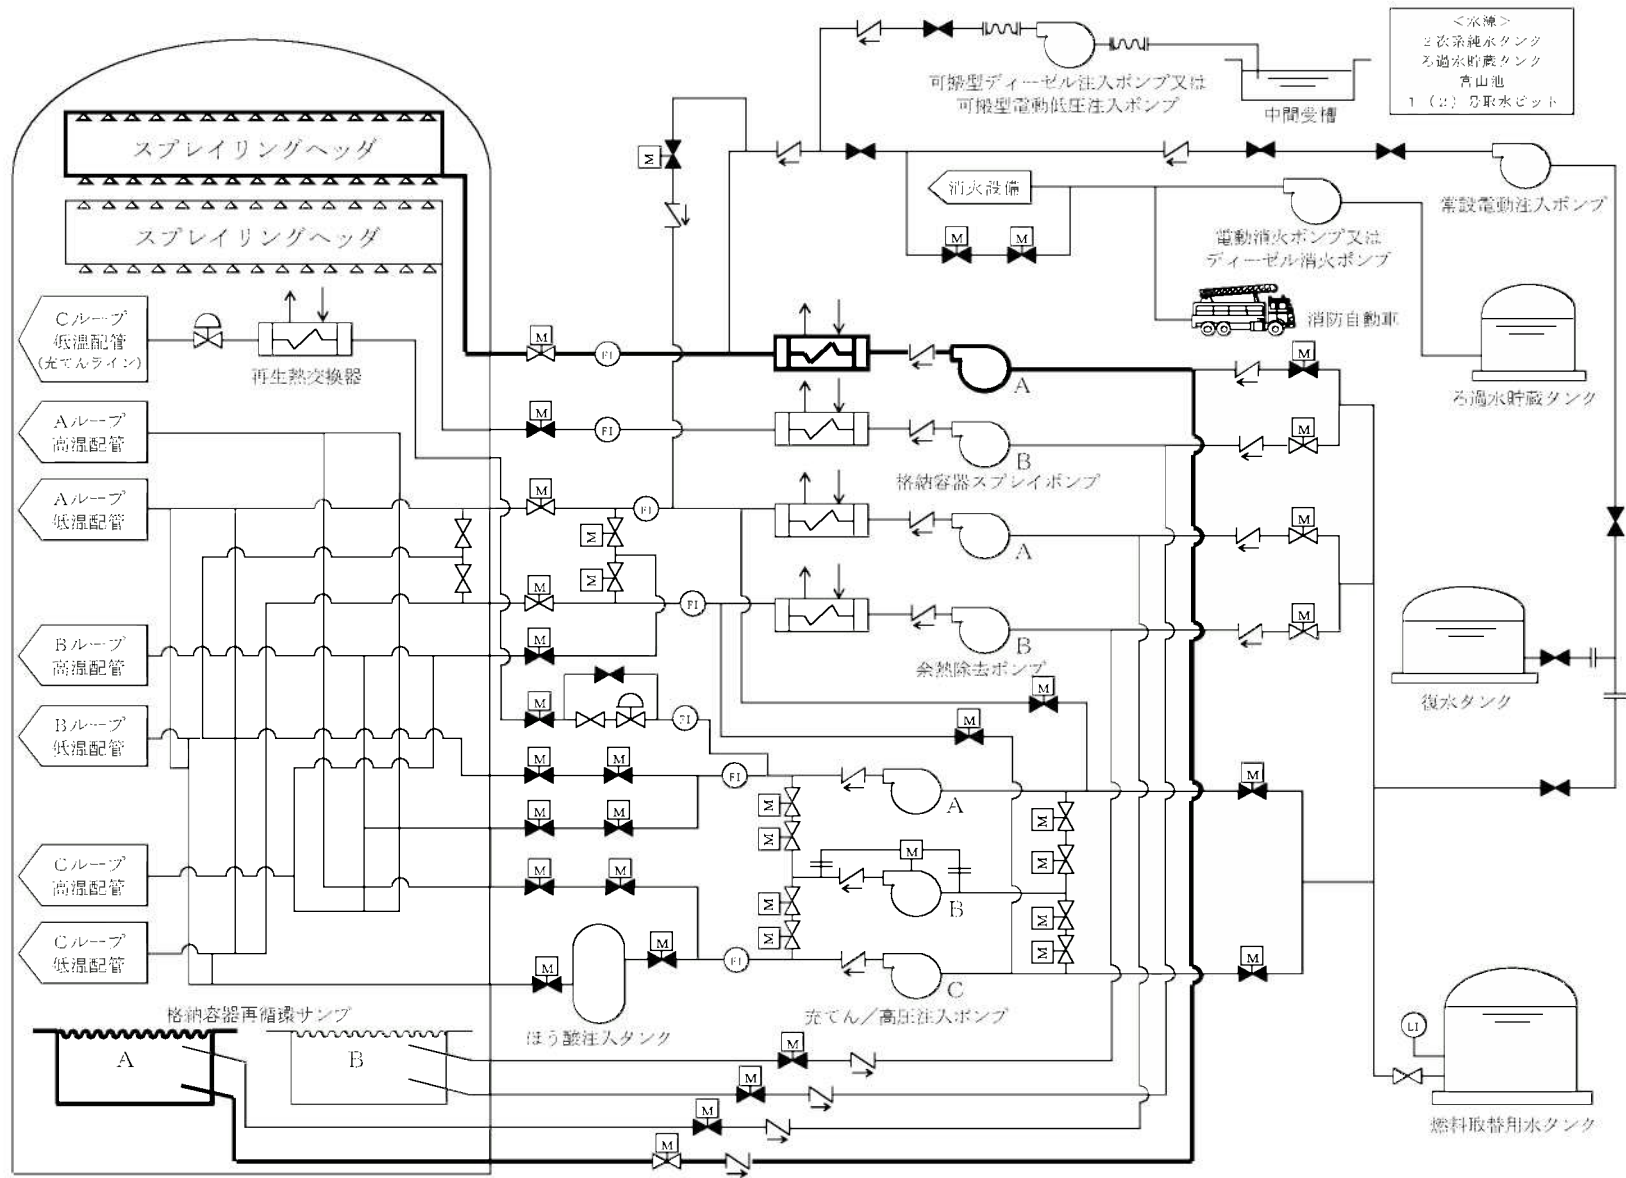 ＜水源＞
２次系純水タンク
ろ過水貯蔵タンク
宮山池
１（２）号取水ピット
可搬型ディーゼル注入ポンプ又は
可搬型電動低圧注入ポンプ
中間受槽
スプレイリングヘッダ
スプレイリングヘッダ
M
消火設備
常設電動注入ポンプ
M
M
電動消火ポンプ又は
ディーゼル消火ポンプ
消防自動車
ろ過水貯蔵タンク
Cループ
低温配管
(充てんライン)
再生熱交換器
M
FI
A
M
Aループ
高温配管
M
FI
B
M
格納容器スプレイポンプ
Aループ
低温配管
M
FI
M
A
M
M
M
FI
B
M
余熱除去ポンプ
Bループ
高温配管
M
復水タンク
Bループ
低温配管
M
FI
M
M
M
M
FI
M
M
A
M
M
M
M
M
Cループ
高温配管
M
M
M
B
M
M
M
M
Cループ
低温配管
M
M
FI
C
M
ほう酸注入タンク
充てん／高圧注入ポンプ
格納容器再循環サンプ
A
B
M
M
M
M
LI
燃料取替用水タンク